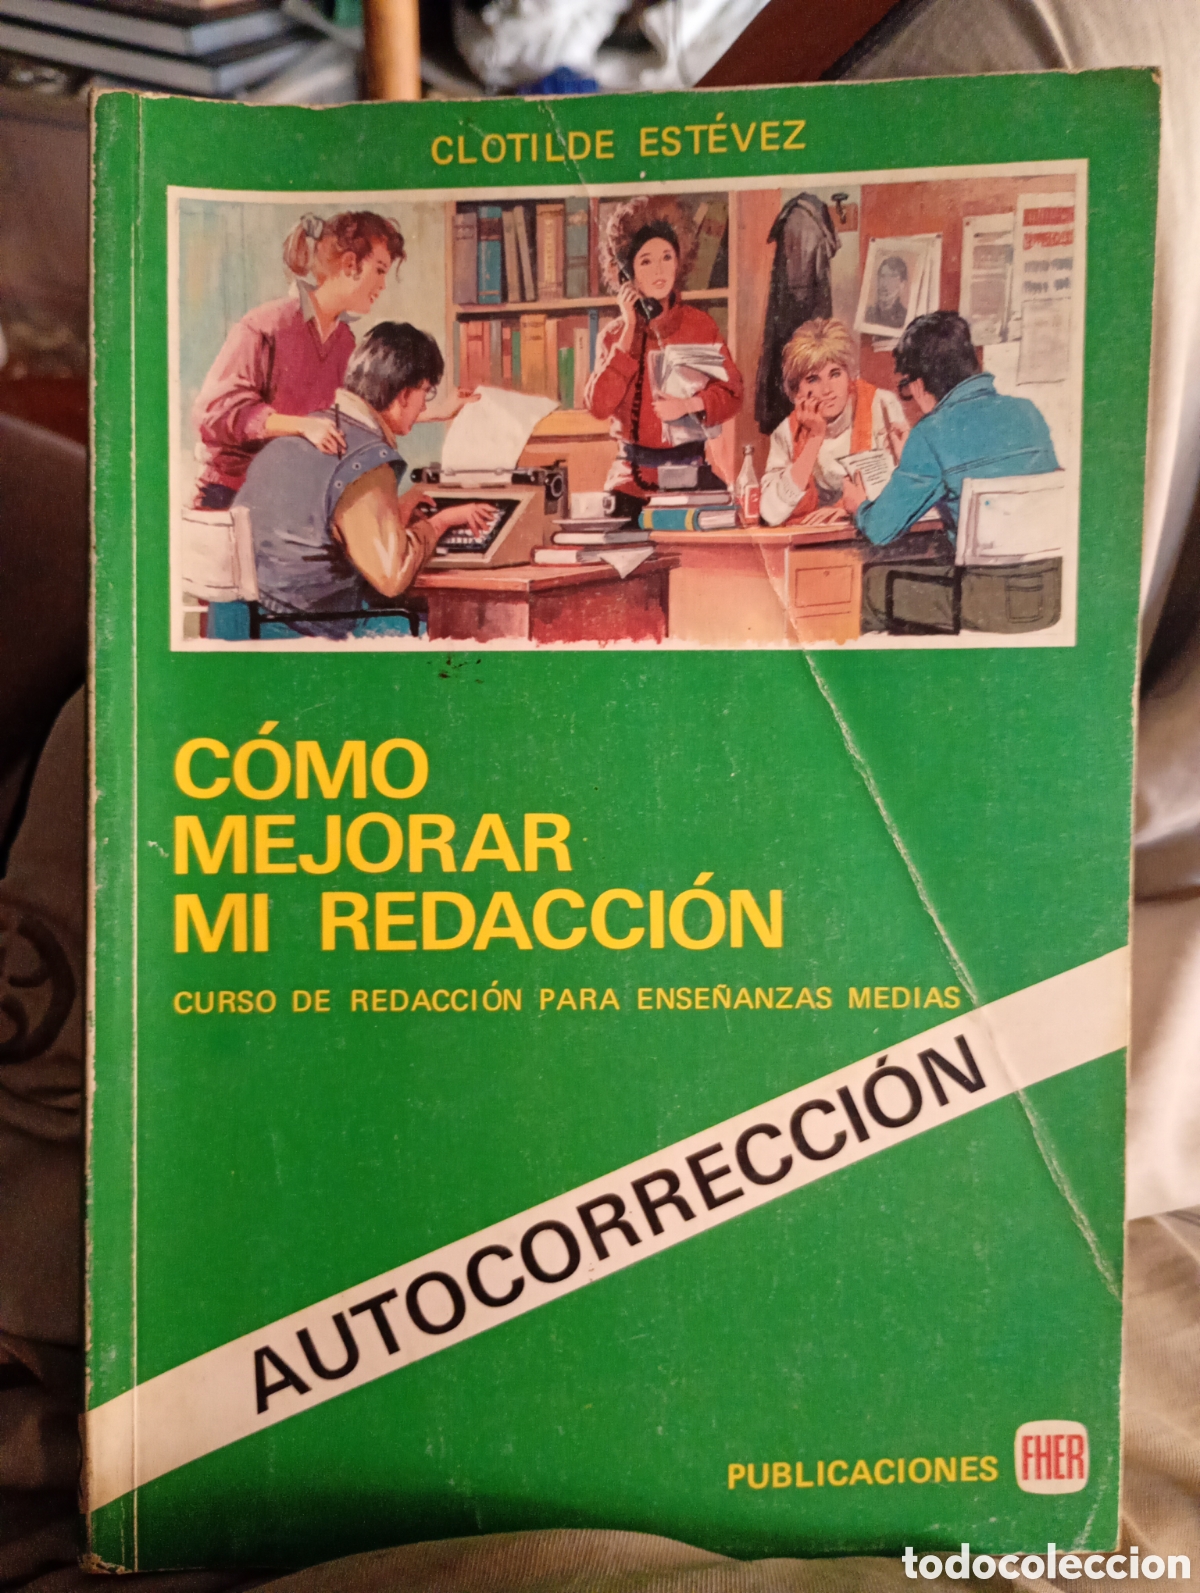 CLOTILDE ESTÉVEZ
CÓMO
MEJORAR
MI REDACCIÓN
CURSO DE REDACCIÓN PARA ENSEÑANZAS MEDIAS
AUTOCORRECCIÓN
PUBLICACIONES FHER
todocoleccion